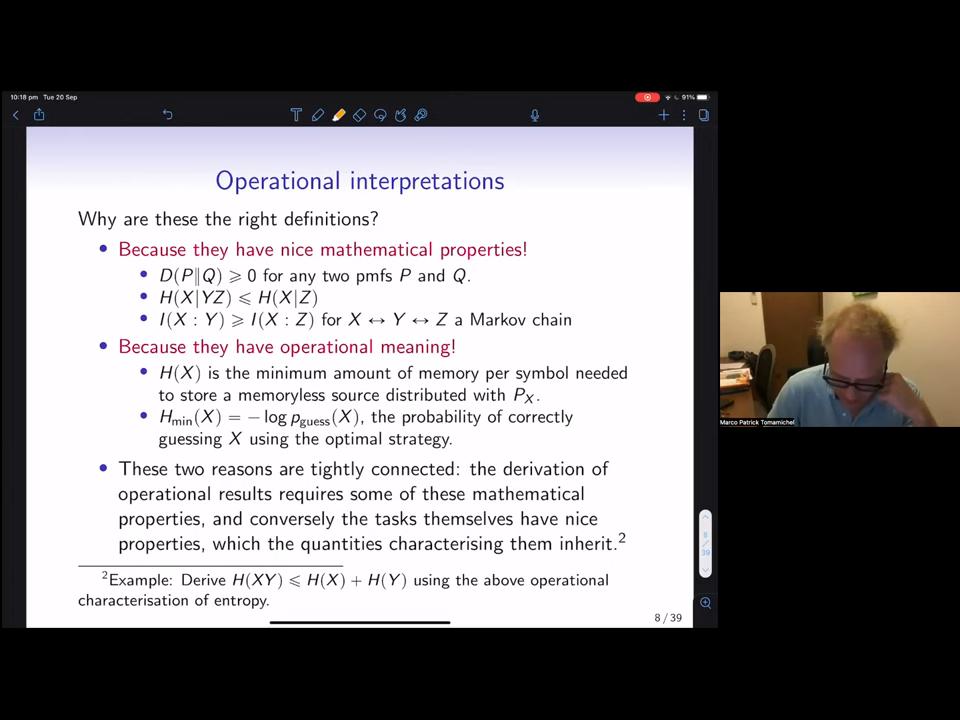 10:18 pm Tue 20 Sep
91%
Operational interpretations
Why are these the right definitions?
• Because they have nice mathematical properties!
• D(P‖Q) ⩾ 0 for any two pmfs P and Q.
• H(X|YZ) ⩽ H(X|Z)
• I(X : Y) ⩾ I(X : Z) for X ↔ Y ↔ Z a Markov chain
• Because they have operational meaning!
• H(X) is the minimum amount of memory per symbol needed
to store a memoryless source distributed with P_X.
• H_min(X) = − log p_guess(X), the probability of correctly
guessing X using the optimal strategy.
• These two reasons are tightly connected: the derivation of
operational results requires some of these mathematical
properties, and conversely the tasks themselves have nice
properties, which the quantities characterising them inherit.²
²Example: Derive H(XY) ⩽ H(X) + H(Y) using the above operational
characterisation of entropy.
8 / 39
8
/
39
Marco Patrick Tomamichel